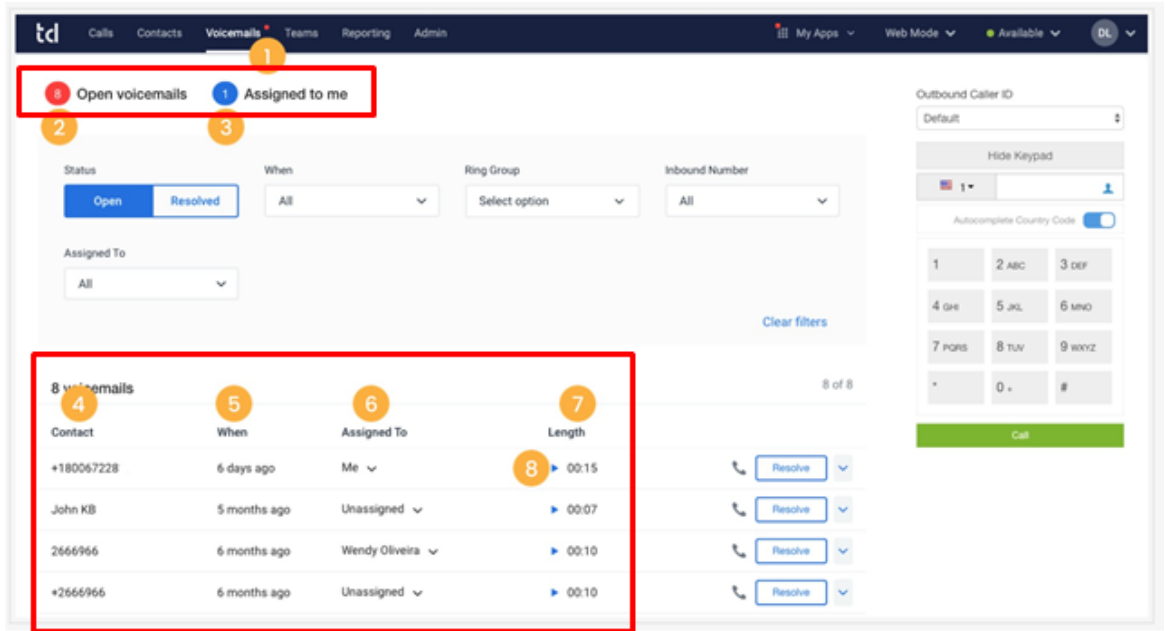 td Calls Contacts Voicemails Teams Reporting Admin My Apps Web Mode Available DL
1
8 Open voicemails 1 Assigned to me
2 3
Status When Ring Group Inbound Number
Open Resolved All Select option All
Assigned To
All
Clear filters
8 voicemails 8 of 8
4 5 6 7
Contact When Assigned To Length
+180067228 6 days ago Me 8 00:15 Resolve
John KB 5 months ago Unassigned 00:07 Resolve
2666966 6 months ago Wendy Oliveira 00:10 Resolve
+2666966 6 months ago Unassigned 00:10 Resolve
Outbound Caller ID
Default
Hide Keypad
1
Autocomplete Country Code
1 2 ABC 3 DEF
4 GHI 5 JKL 6 MNO
7 PQRS 8 TUV 9 WXYZ
* 0 + #
Call